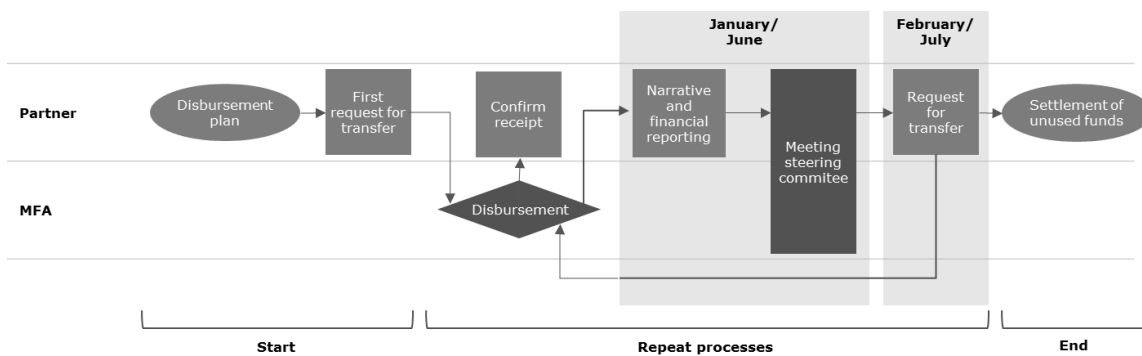 January/
June
February/
July
Partner
Disbursement
plan
First
request for
transfer
Confirm
receipt
Narrative
and
financial
reporting
Meeting
steering
commitee
Request
for
transfer
Settlement of
unused funds
MFA
Disbursement
Start
Repeat processes
End